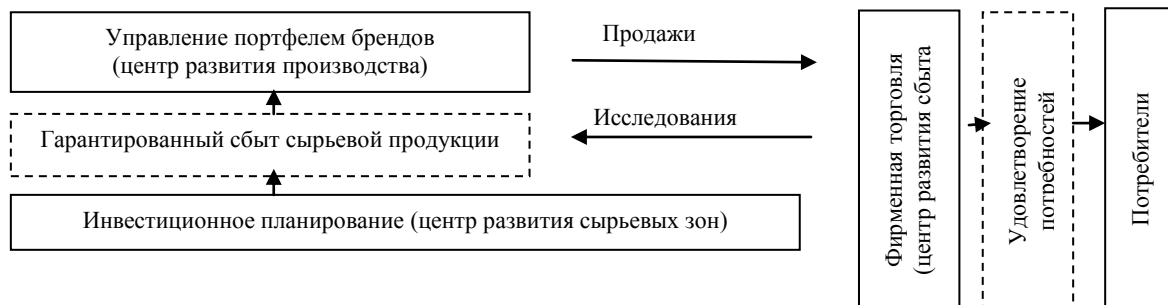 Управление портфелем брендов
(центр развития производства)
Продажи
Исследования
Гарантированный сбыт сырьевой продукции
Инвестиционное планирование (центр развития сырьевых зон)
Фирменная торговля
(центр развития сбыта
Удовлетворение
потребностей
Потребители